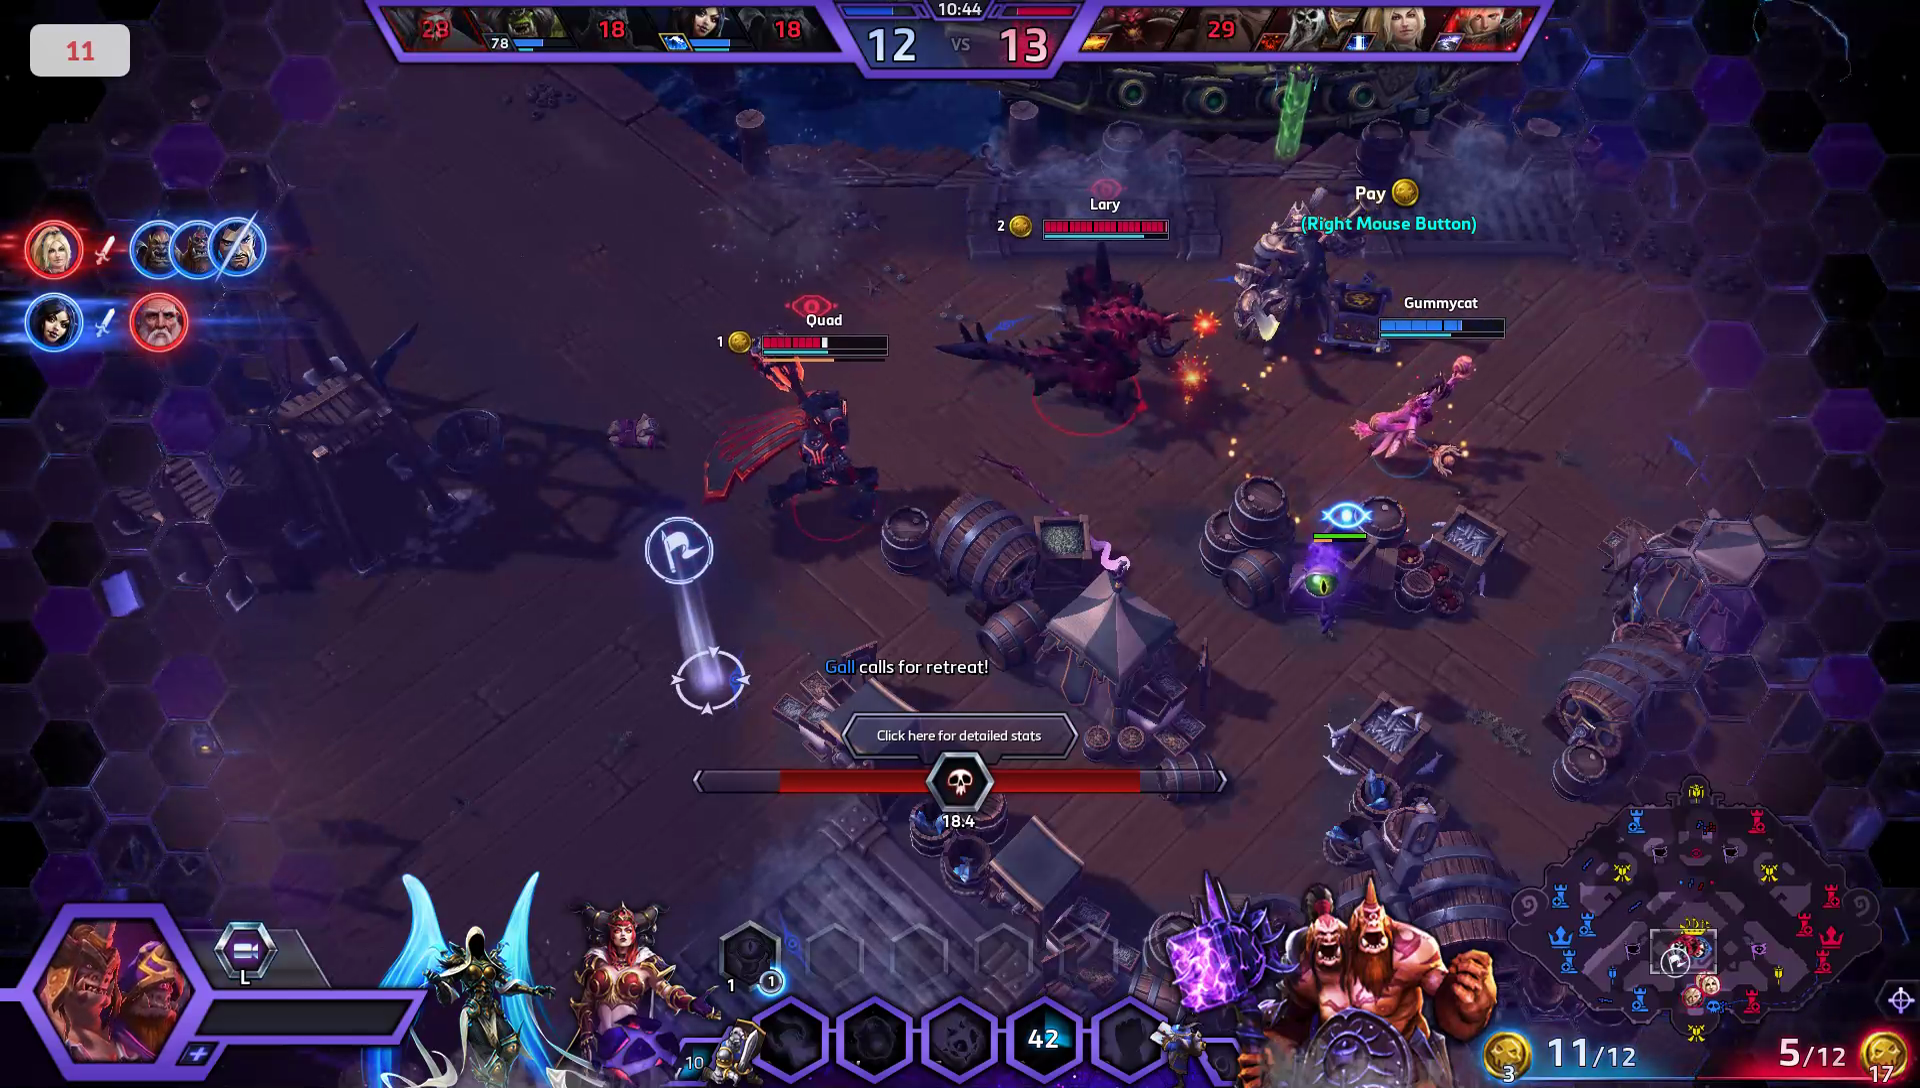 11
28
78
18
18
10:44
12 VS 13
29
Lary
2
Pay
(Right Mouse Button)
Gummycat
Quad
1
Gall calls for retreat!
Click here for detailed stats
18.4
L
1
1
10
42
11/12
3
5/12
17